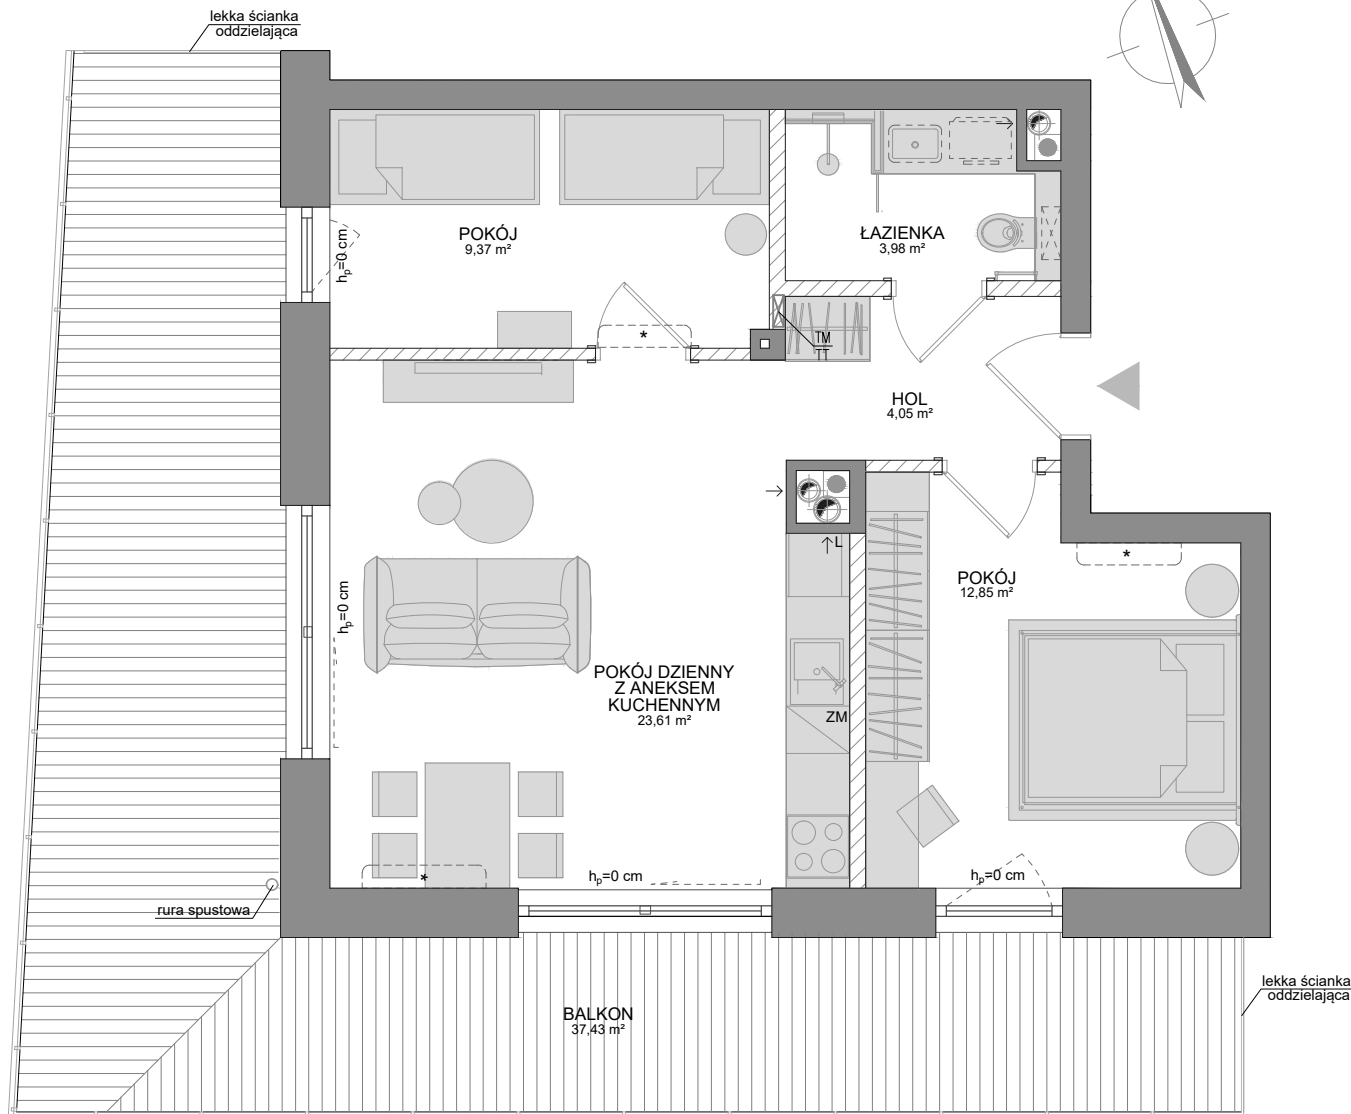 lekka ścianka
oddzielająca
POKÓJ
9,37 m²
hp=0 cm
ŁAZIENKA
3,98 m²
*
TM
TT
HOL
4,05 m²
L
*
POKÓJ
12,85 m²
hp=0 cm
POKÓJ DZIENNY
Z ANEKSEM
KUCHENNYM
23,61 m²
ZM
*
hp=0 cm
hp=0 cm
rura spustowa
lekka ścianka
oddzielająca
BALKON
37,43 m²